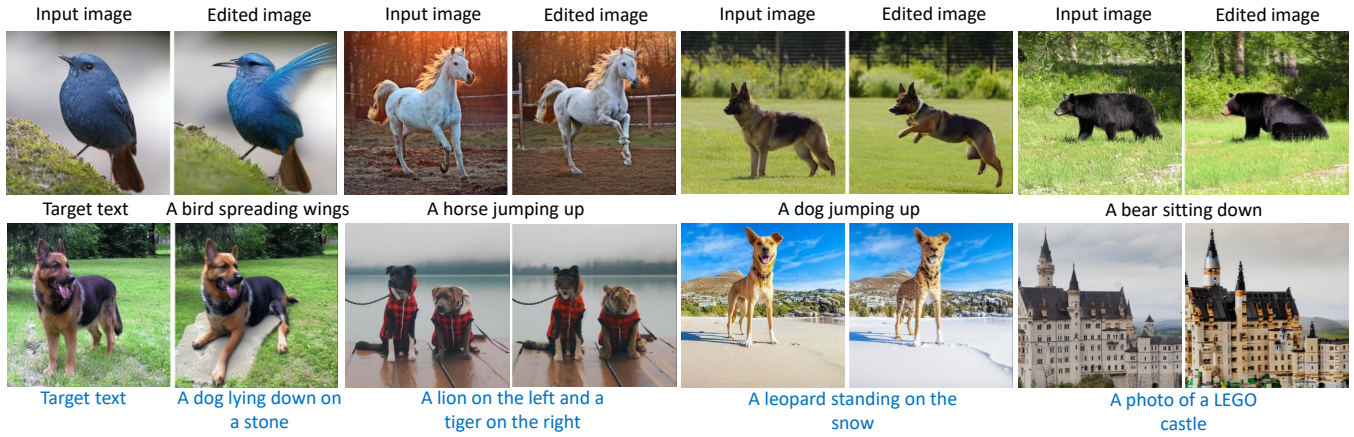 Input image Edited image Input image Edited image Input image Edited image Input image Edited image
Target text A bird spreading wings A horse jumping up A dog jumping up A bear sitting down
Target text A dog lying down on A lion on the left and a A leopard standing on the A photo of a LEGO
a stone tiger on the right snow castle